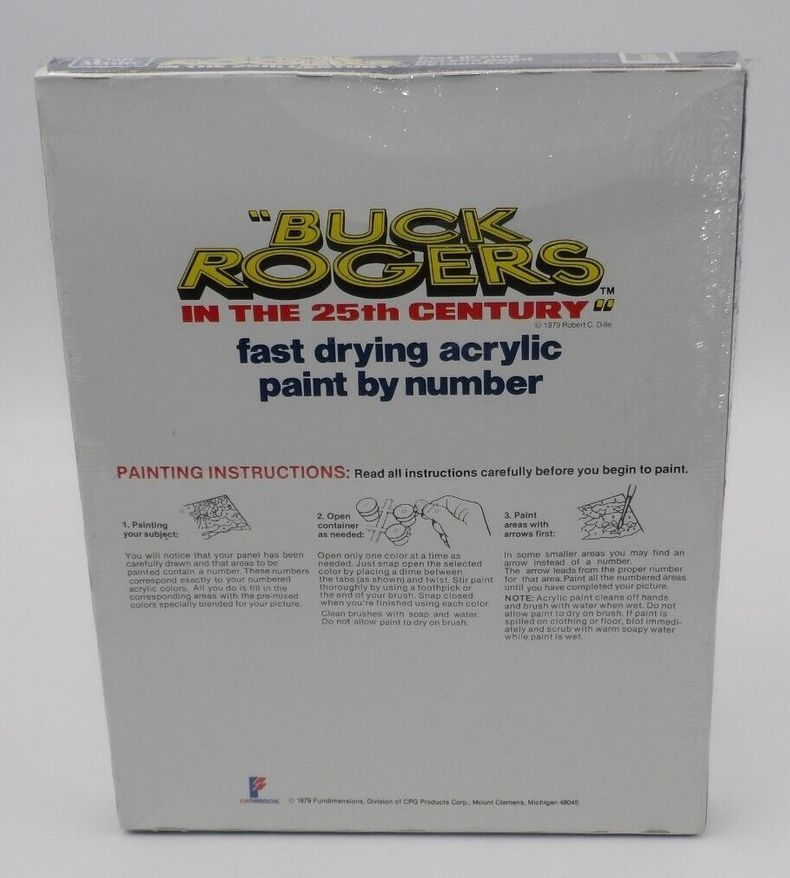 "BUCK
ROGERS TM
IN THE 25th CENTURY"
© 1979 Robert C. Dille
fast drying acrylic
paint by number
PAINTING INSTRUCTIONS: Read all instructions carefully before you begin to paint.
1. Painting
your subject:
You will notice that your panel has been
carefully drawn and that areas to be
painted contain a number. These numbers
correspond exactly to your numbered
acrylic colors. All you do is fill in the
corresponding areas with the pre-mixed
colors specially blended for your picture.
2. Open
container
as needed:
Open only one color at a time as
needed. Just snap open the selected
color by placing a dime between
the tabs (as shown) and twist. Stir paint
thoroughly by using a toothpick or
the end of your brush. Snap closed
when you're finished using each color.
Clean brushes with soap and water.
Do not allow paint to dry on brush.
3. Paint
areas with
arrows first:
In some smaller areas you may find an
arrow instead of a number.
The arrow leads from the proper number
for that area. Paint all the numbered areas
until you have completed your picture.
NOTE: Acrylic paint cleans off hands
and brush with water when wet. Do not
allow paint to dry on brush. If paint is
spilled on clothing or floor, blot immedi-
ately and scrub with warm soapy water
while paint is wet.
FUNDIMENSIONS
© 1979 Fundimensions, Division of CPG Products Corp., Mount Clemens, Michigan 48045